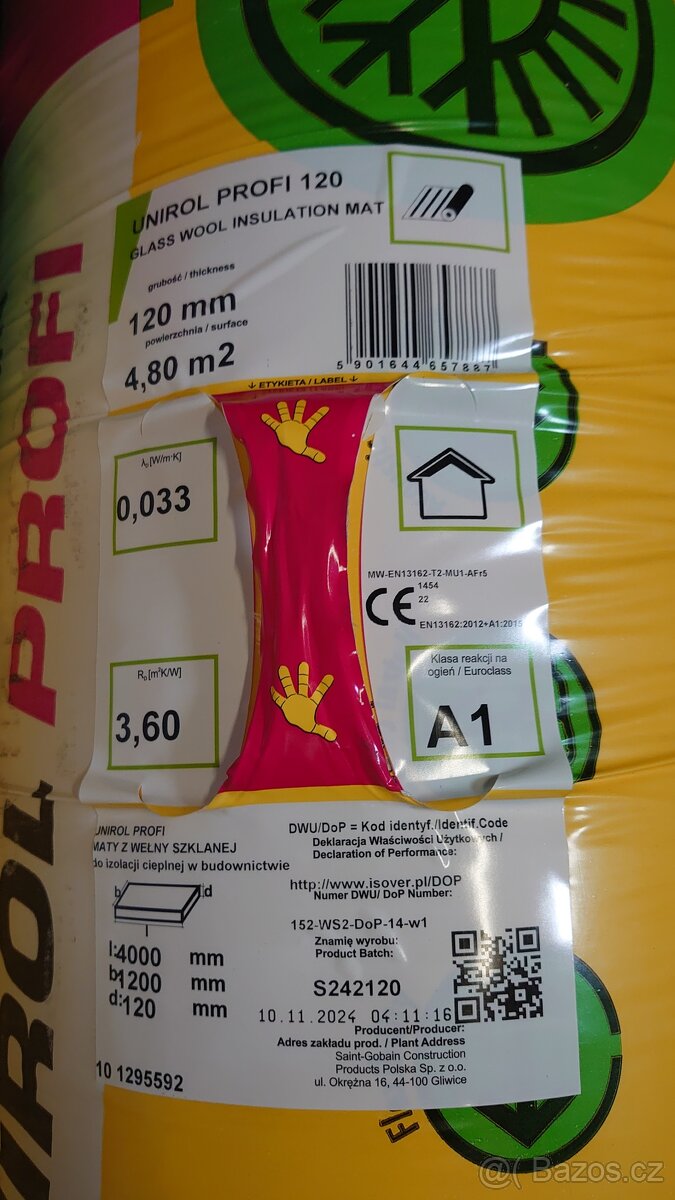 UNIROL PROFI 120
GLASS WOOL INSULATION MAT
grubość / thickness
120 mm
powierzchnia / surface
4,80 m2
5 901644 657887
↓ ETYKIETA / LABEL ↓
λD [W/m·K]
0,033
MW-EN13162-T2-MU1-AFr5
CE
1454
22
EN13162:2012+A1:2015
RD [m²K/W]
3,60
Klasa reakcji na
ogień / Euroclass
A1
UNIROL PROFI
MATY Z WEŁNY SZKLANEJ
do izolacji cieplnej w budownictwie
b
d
l:4000 mm
b:1200 mm
d:120 mm
10 1295592
DWU/DoP = Kod identyf./Identif.Code
Deklaracja Właściwości Użytkowych /
Declaration of Performance:
http://www.isover.pl/DOP
Numer DWU/ DoP Number:
152-WS2-DoP-14-w1
Znamię wyrobu:
Product Batch:
S242120
10.11.2024 04:11:16
Producent/Producer:
Adres zakładu prod. / Plant Address
Saint-Gobain Construction
Products Polska Sp. z o.o.
ul. Okrężna 16, 44-100 Gliwice
IROL PROFI
Bazos.cz